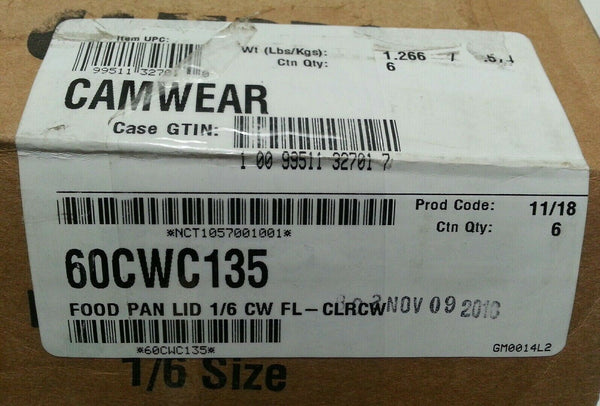 Item UPC:
Wt (Lbs/Kgs): 1.266 /
99511 32701
Ctn Qty: 6
CAMWEAR
Case GTIN:
1 00 99511 32701 7
Prod Code: 11/18
*NCT1057001001*
Ctn Qty: 6
60CWC135
FOOD PAN LID 1/6 CW FL-CLRCW
NOV 09 2016
*60CWC135*
GM0014L2
1/6 Size